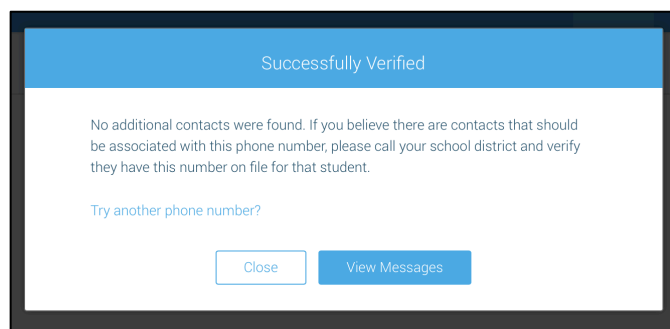 Successfully Verified
No additional contacts were found. If you believe there are contacts that should
be associated with this phone number, please call your school district and verify
they have this number on file for that student.
Try another phone number?
Close
View Messages